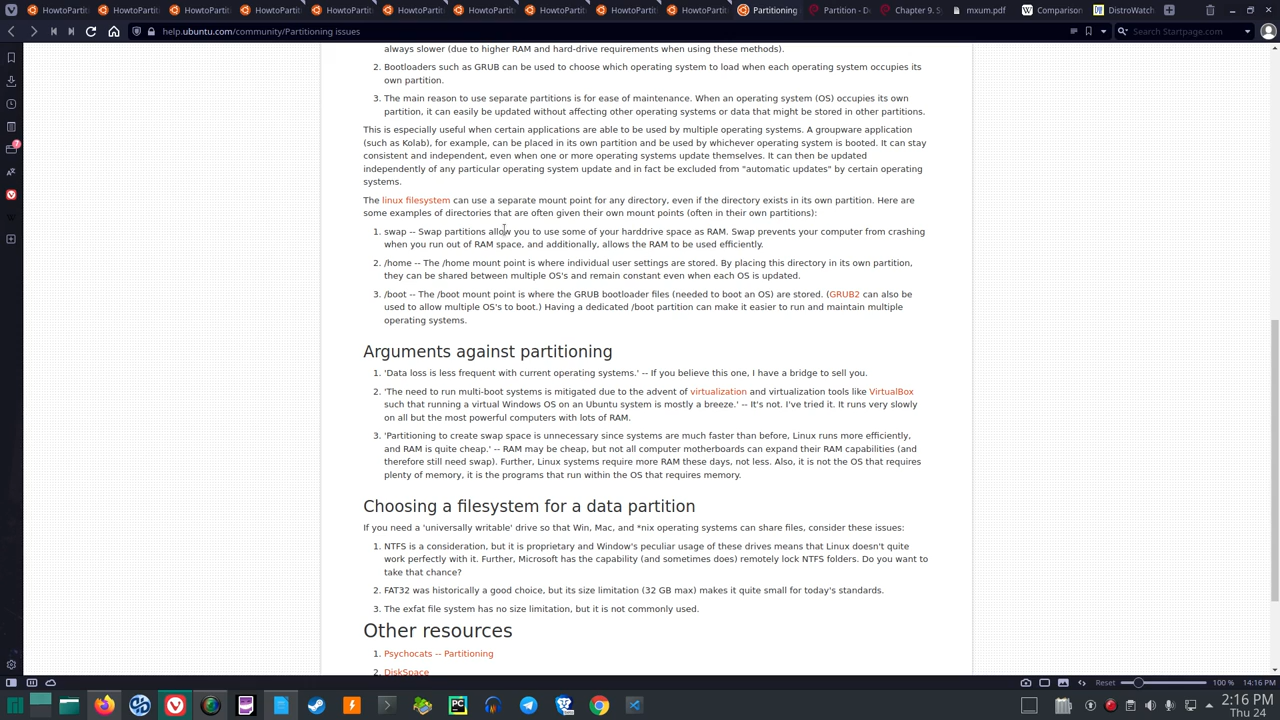 HowtoParti
HowtoParti
HowtoParti
HowtoParti
HowtoParti
HowtoParti
HowtoParti
HowtoParti
HowtoParti
HowtoParti
Partitioning
Partition - D
Chapter 9. S
mxum.pdf
Comparison
DistroWatch
help.ubuntu.com/community/Partitioning issues
Search Startpage.com
always slower (due to higher RAM and hard-drive requirements when using these methods).
2. Bootloaders such as GRUB can be used to choose which operating system to load when each operating system occupies its
own partition.
3. The main reason to use separate partitions is for ease of maintenance. When an operating system (OS) occupies its own
partition, it can easily be updated without affecting other operating systems or data that might be stored in other partitions.
This is especially useful when certain applications are able to be used by multiple operating systems. A groupware application
(such as Kolab), for example, can be placed in its own partition and be used by whichever operating system is booted. It can stay
consistent and independent, even when one or more operating systems update themselves. It can then be updated
independently of any particular operating system update and in fact be excluded from "automatic updates" by certain operating
systems.
The linux filesystem can use a separate mount point for any directory, even if the directory exists in its own partition. Here are
some examples of directories that are often given their own mount points (often in their own partitions):
1. swap -- Swap partitions allow you to use some of your harddrive space as RAM. Swap prevents your computer from crashing
when you run out of RAM space, and additionally, allows the RAM to be used efficiently.
2. /home -- The /home mount point is where individual user settings are stored. By placing this directory in its own partition,
they can be shared between multiple OS's and remain constant even when each OS is updated.
3. /boot -- The /boot mount point is where the GRUB bootloader files (needed to boot an OS) are stored. (GRUB2 can also be
used to allow multiple OS's to boot.) Having a dedicated /boot partition can make it easier to run and maintain multiple
operating systems.
Arguments against partitioning
1. 'Data loss is less frequent with current operating systems.' -- If you believe this one, I have a bridge to sell you.
2. 'The need to run multi-boot systems is mitigated due to the advent of virtualization and virtualization tools like VirtualBox
such that running a virtual Windows OS on an Ubuntu system is mostly a breeze.' -- It's not. I've tried it. It runs very slowly
on all but the most powerful computers with lots of RAM.
3. 'Partitioning to create swap space is unnecessary since systems are much faster than before, Linux runs more efficiently,
and RAM is quite cheap.' -- RAM may be cheap, but not all computer motherboards can expand their RAM capabilities (and
therefore still need swap). Further, Linux systems require more RAM these days, not less. Also, it is not the OS that requires
plenty of memory, it is the programs that run within the OS that requires memory.
Choosing a filesystem for a data partition
If you need a 'universally writable' drive so that Win, Mac, and *nix operating systems can share files, consider these issues:
1. NTFS is a consideration, but it is proprietary and Window's peculiar usage of these drives means that Linux doesn't quite
work perfectly with it. Further, Microsoft has the capability (and sometimes does) remotely lock NTFS folders. Do you want to
take that chance?
2. FAT32 was historically a good choice, but its size limitation (32 GB max) makes it quite small for today's standards.
3. The exfat file system has no size limitation, but it is not commonly used.
Other resources
1. Psychocats -- Partitioning
2. DiskSpace
Reset
100 %
14:16 PM
2:16 PM
Thu 24